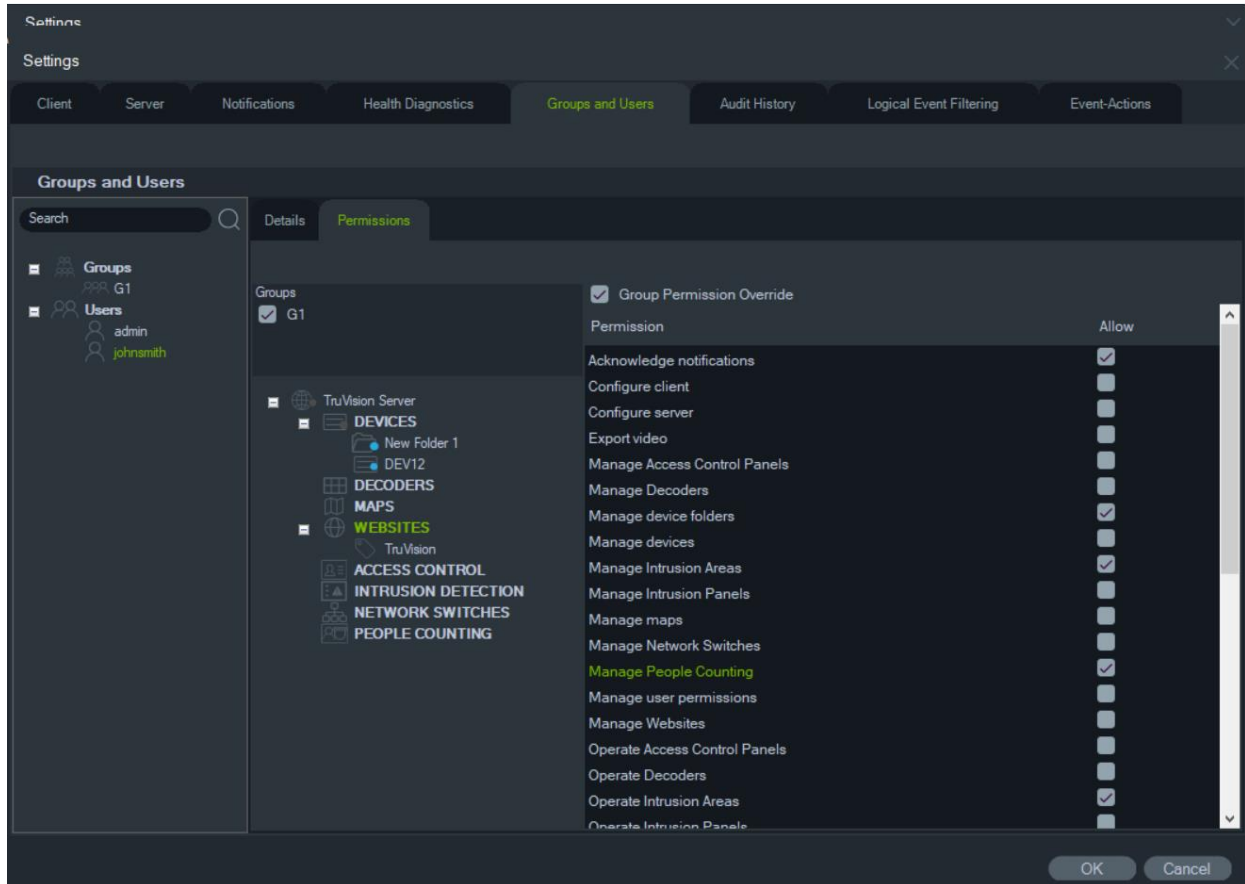 Settings
Settings
Client Server Notifications Health Diagnostics Groups and Users Audit History Logical Event Filtering Event-Actions
Groups and Users
Search
Groups
G1
Users
admin
johnsmith
Details Permissions
Groups
G1
TruVision Server
DEVICES
New Folder 1
DEV12
DECODERS
MAPS
WEBSITES
TruVision
ACCESS CONTROL
INTRUSION DETECTION
NETWORK SWITCHES
PEOPLE COUNTING
Group Permission Override
Permission Allow
Acknowledge notifications
Configure client
Configure server
Export video
Manage Access Control Panels
Manage Decoders
Manage device folders
Manage devices
Manage Intrusion Areas
Manage Intrusion Panels
Manage maps
Manage Network Switches
Manage People Counting
Manage user permissions
Manage Websites
Operate Access Control Panels
Operate Decoders
Operate Intrusion Areas
Operate Intrusion Panels
OK Cancel